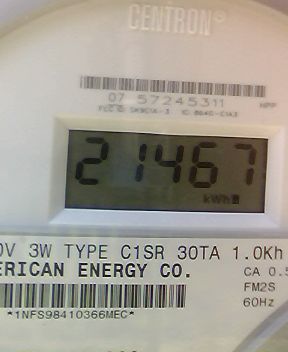 CENTRON®
07 57245311
HPP
21467
kWh
0V 3W TYPE C1SR 30TA 1.0Kh
ERICAN ENERGY CO.
CA 0.5
FM2S
60Hz
*1NFS98410366MEC*